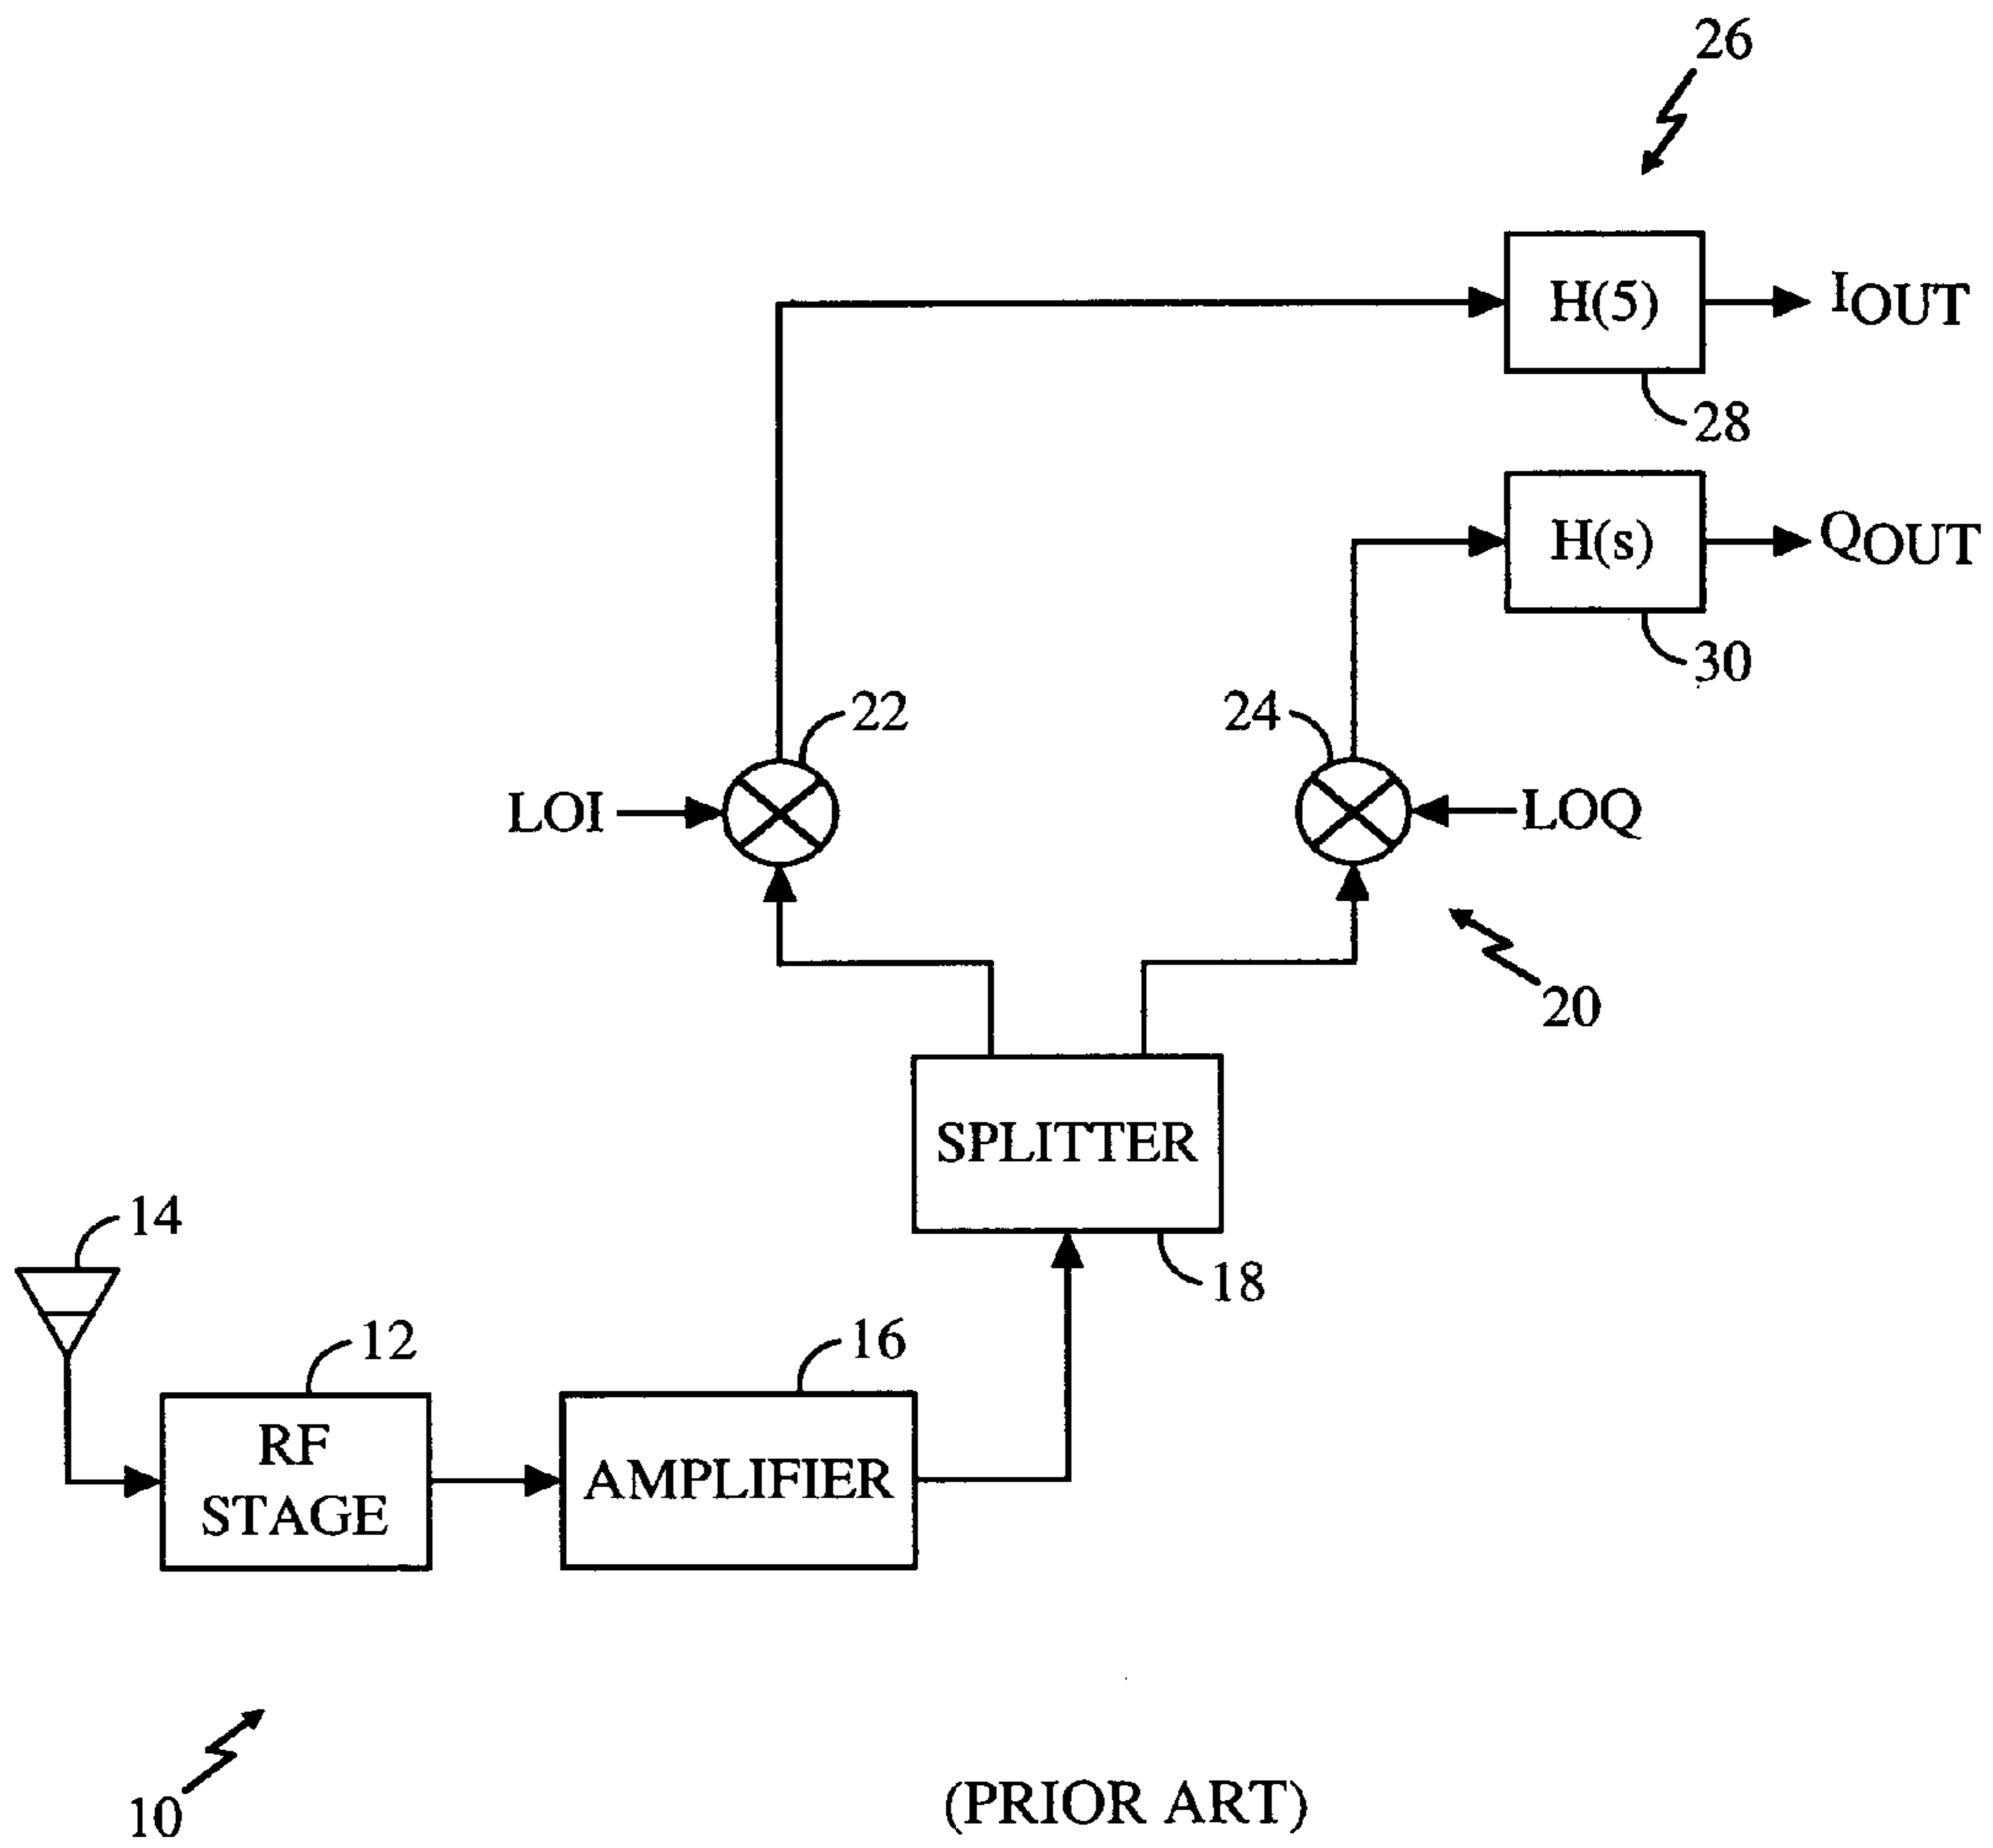 26
H(5)
IOUT
28
H(s)
QOUT
30
22
24
LOI
LOQ
20
SPLITTER
18
14
12
16
RF
STAGE
AMPLIFIER
10
(PRIOR ART)